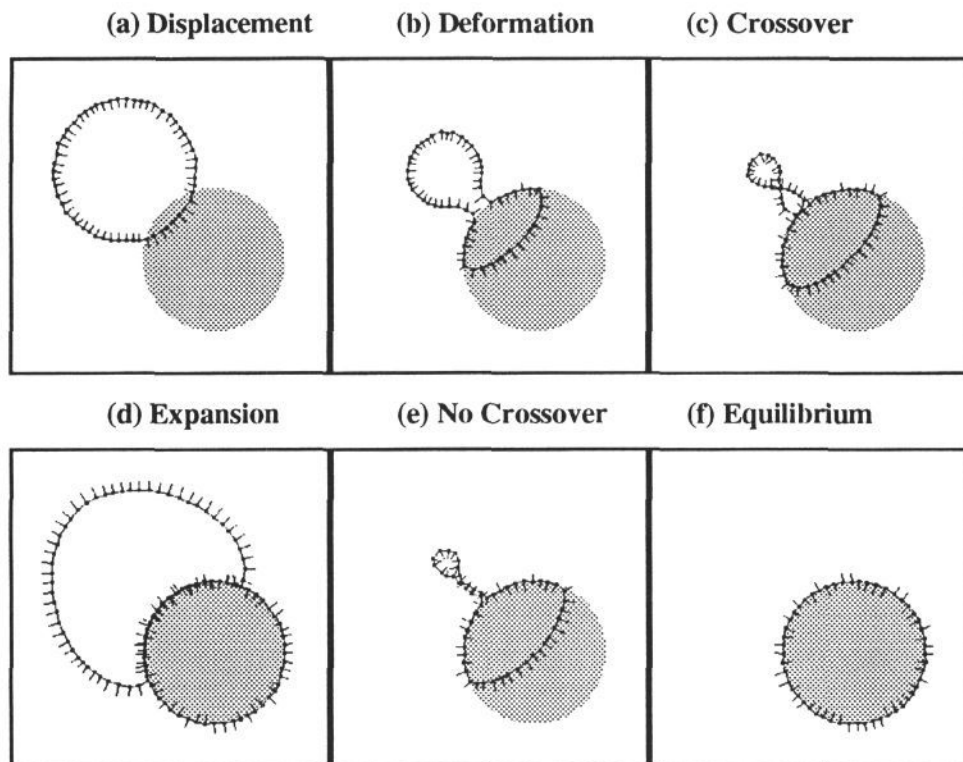 (a) Displacement (b) Deformation (c) Crossover
(d) Expansion (e) No Crossover (f) Equilibrium